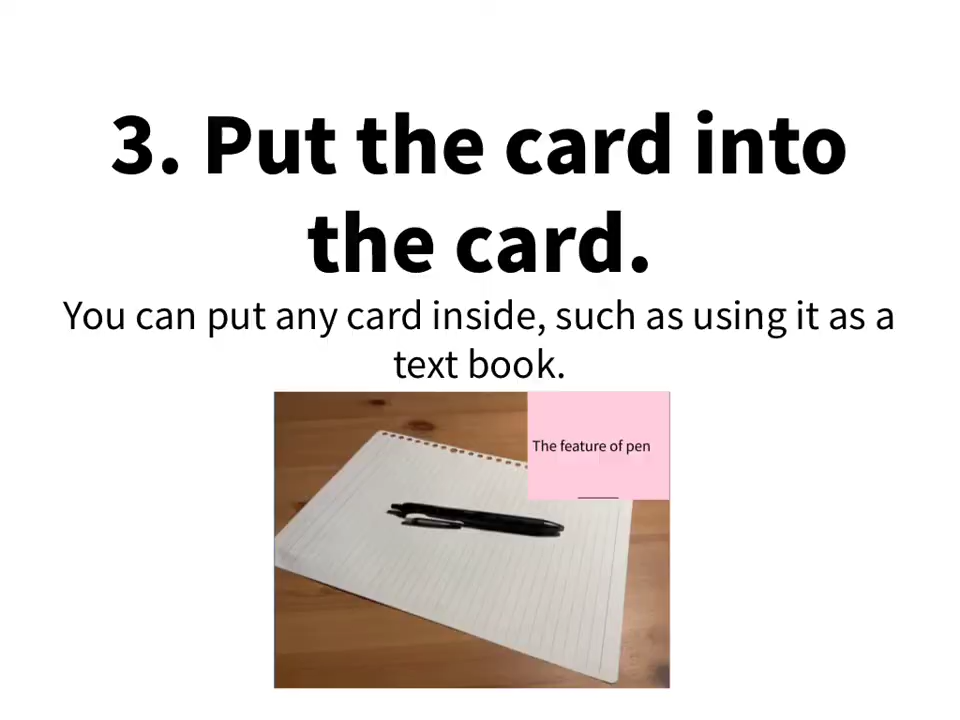 3. Put the card into
the card.
You can put any card inside, such as using it as a
text book.
The feature of pen